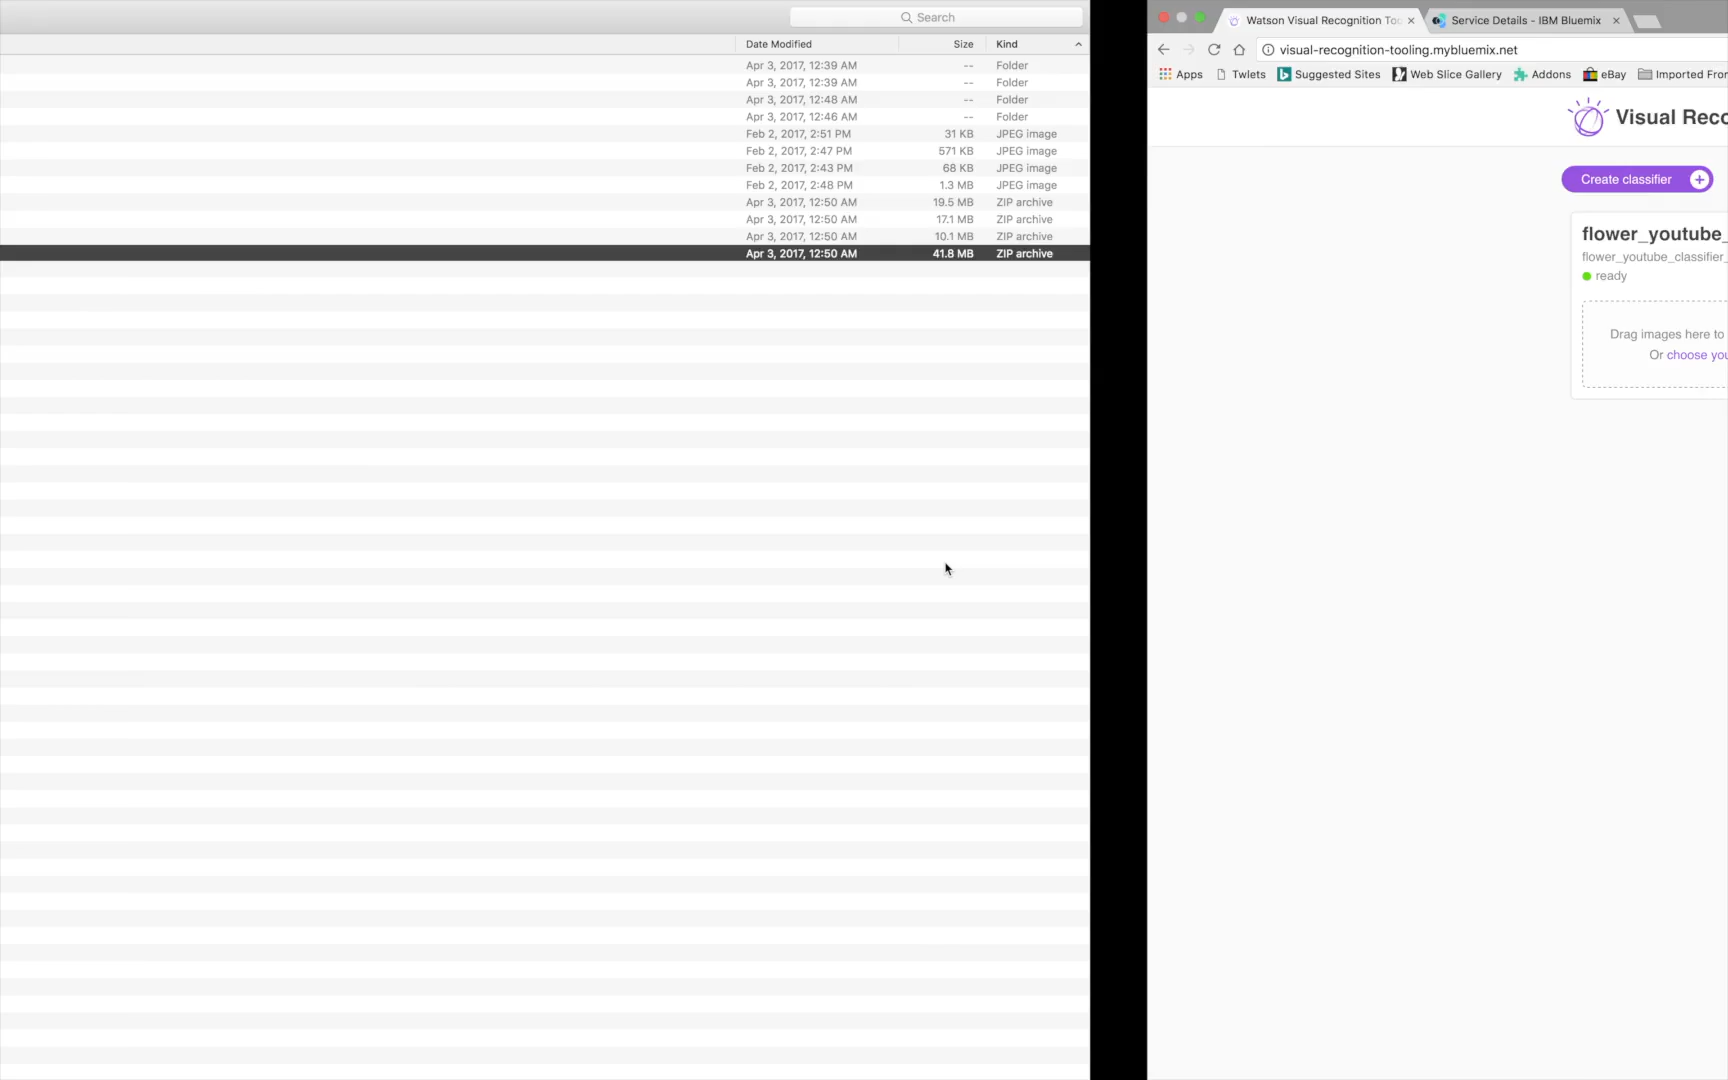 Search
Date Modified Size Kind
Apr 3, 2017, 12:39 AM -- Folder
Apr 3, 2017, 12:39 AM -- Folder
Apr 3, 2017, 12:48 AM -- Folder
Apr 3, 2017, 12:46 AM -- Folder
Feb 2, 2017, 2:51 PM 31 KB JPEG image
Feb 2, 2017, 2:47 PM 571 KB JPEG image
Feb 2, 2017, 2:43 PM 68 KB JPEG image
Feb 2, 2017, 2:48 PM 1.3 MB JPEG image
Apr 3, 2017, 12:50 AM 19.5 MB ZIP archive
Apr 3, 2017, 12:50 AM 17.1 MB ZIP archive
Apr 3, 2017, 12:50 AM 10.1 MB ZIP archive
Apr 3, 2017, 12:50 AM 41.8 MB ZIP archive
Watson Visual Recognition Too
Service Details - IBM Bluemix
visual-recognition-tooling.mybluemix.net
Apps Twlets Suggested Sites Web Slice Gallery Addons eBay Imported Fror
Visual Reco
Create classifier
flower_youtube_
flower_youtube_classifier_
ready
Drag images here to
Or choose you